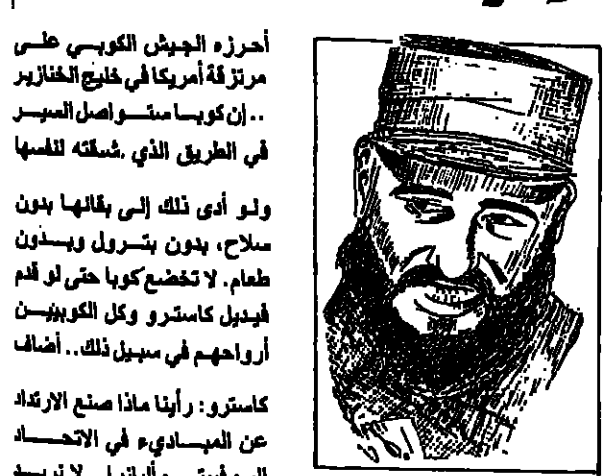 أحرزه الجيش الكوبي على
مرتزقة أمريكا في خليج الخنازير
.. إن كوبا ستواصل السير
في الطريق الذي شقته لنفسها
ولو أدى ذلك إلى بقائها بدون
سلاح، بدون بترول وبدون
طعام. لا تخضع كوبا حتى لو قدم
فيديل كاسترو وكل الكوبيين
أرواحهم في سبيل ذلك.. أضاف
كاسترو: رأينا ماذا صنع الارتداد
عن المبادىء في الاتحاد